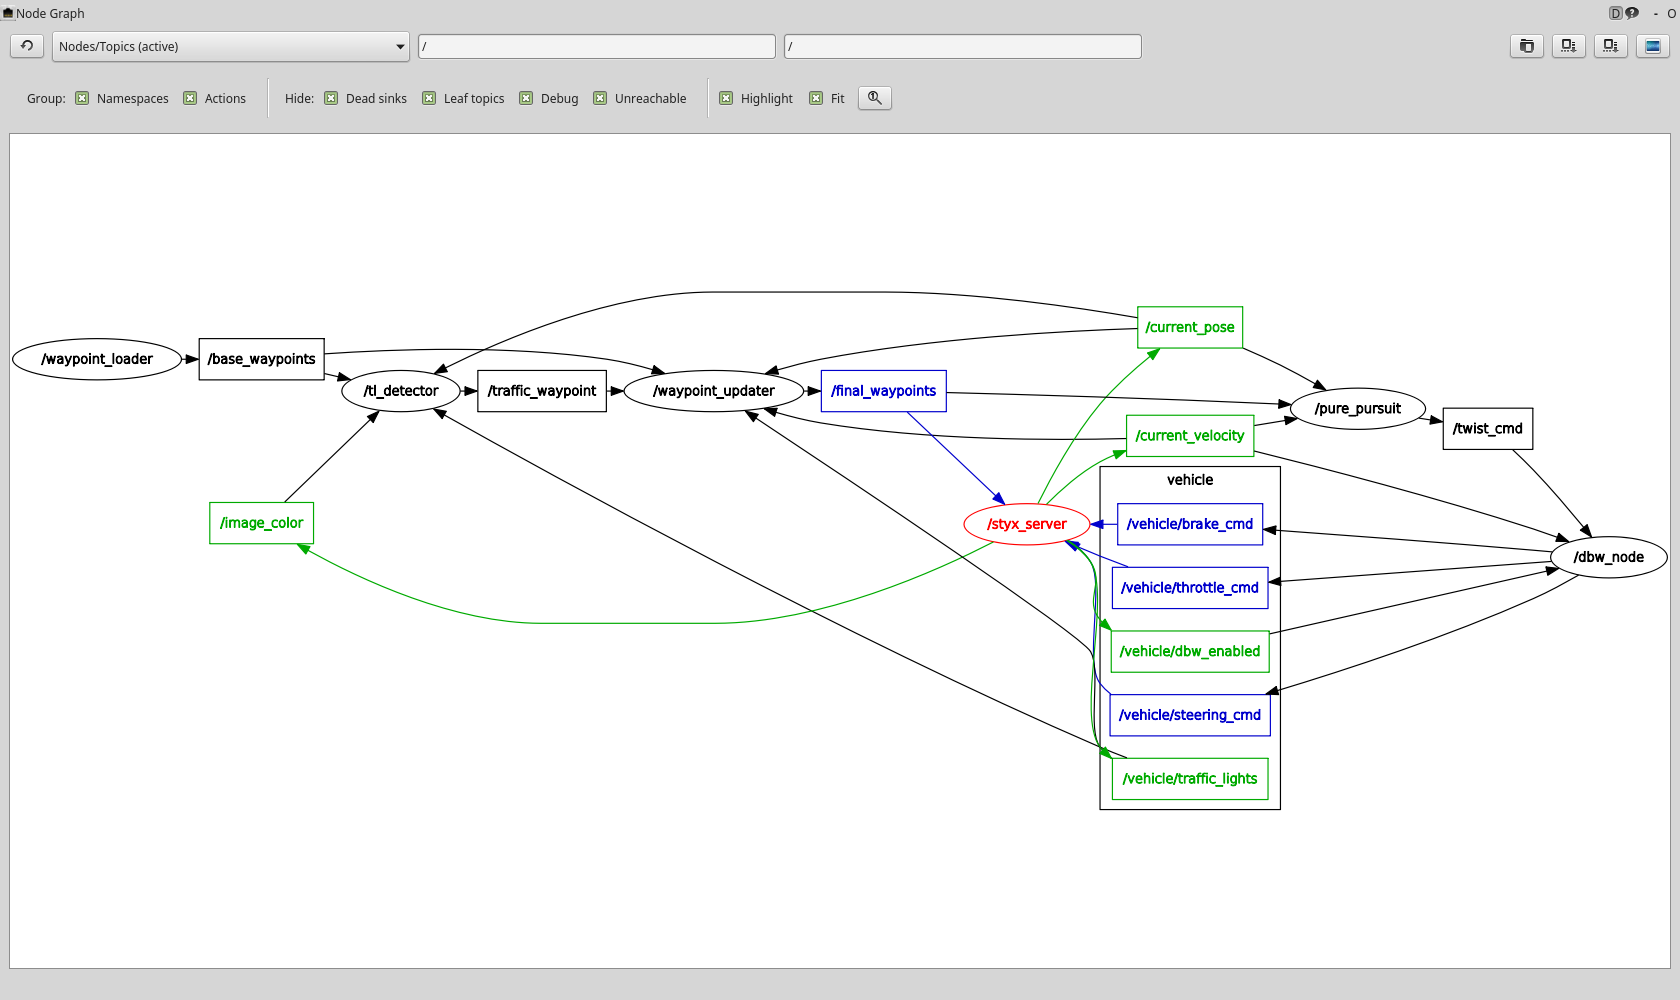 Node Graph
D ? - O
Nodes/Topics (active)
/
/
Group: Namespaces Actions Hide: Dead sinks Leaf topics Debug Unreachable Highlight Fit
1
/current_pose
/waypoint_loader
/base_waypoints
/tl_detector
/traffic_waypoint
/waypoint_updater
/final_waypoints
/pure_pursuit
/twist_cmd
/current_velocity
vehicle
/image_color
/styx_server
/vehicle/brake_cmd
/dbw_node
/vehicle/throttle_cmd
/vehicle/dbw_enabled
/vehicle/steering_cmd
/vehicle/traffic_lights